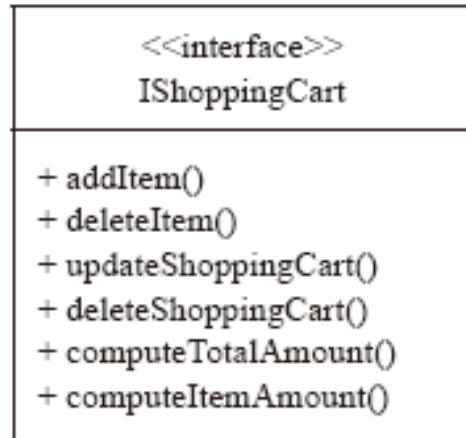 <<interface>>
IShoppingCart
+ addItem()
+ deleteItem()
+ updateShoppingCart()
+ deleteShoppingCart()
+ computeTotalAmount()
+ computeItemAmount()